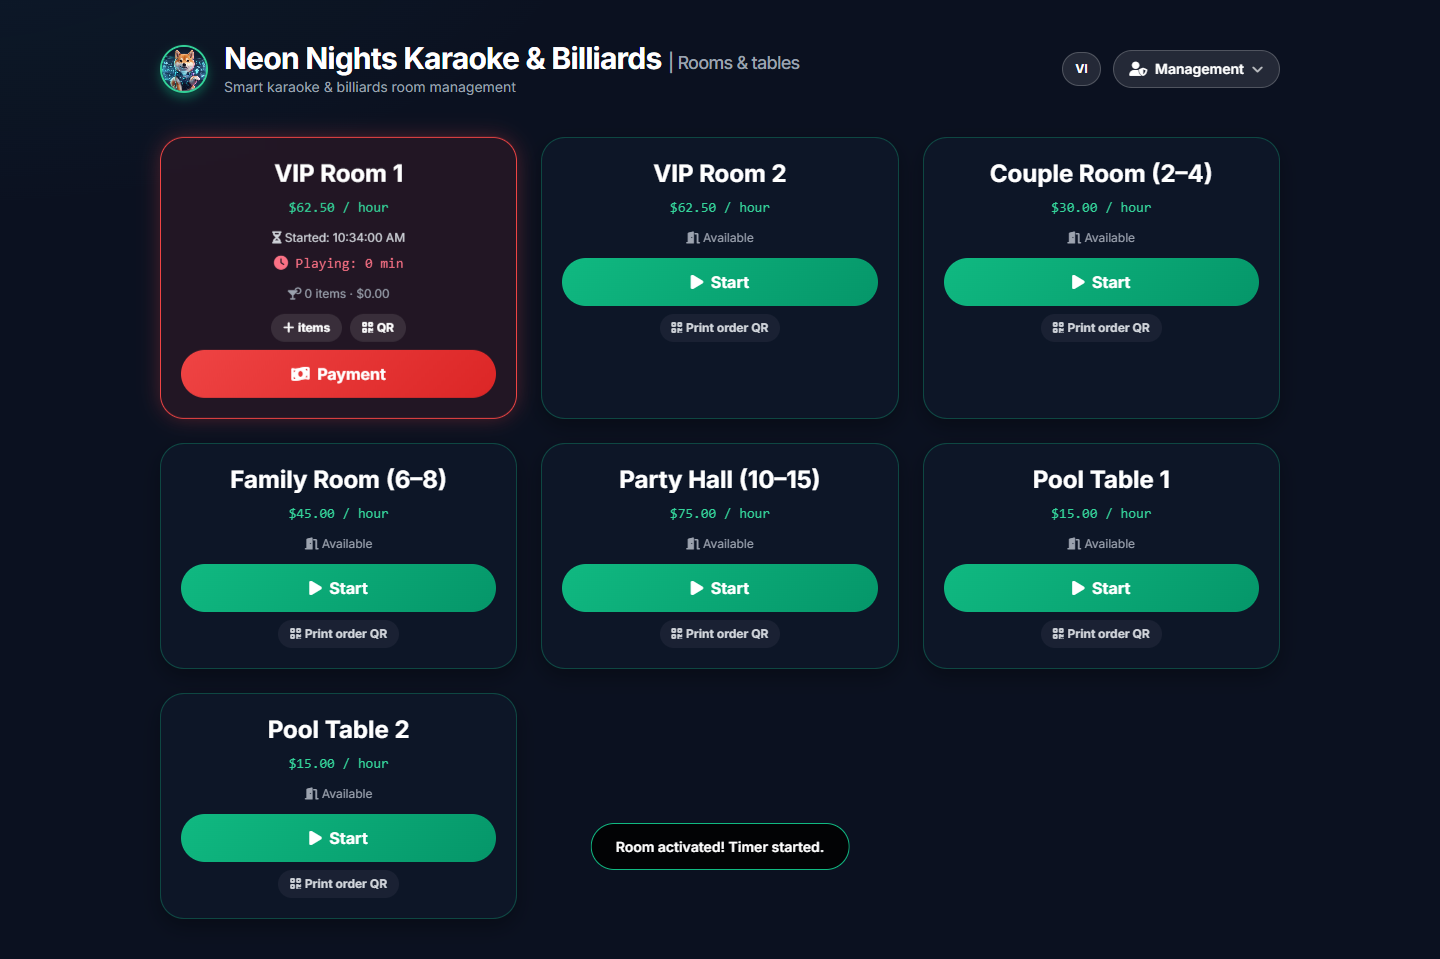 Neon Nights Karaoke & Billiards | Rooms & tables
Smart karaoke & billiards room management
VI
Management
VIP Room 1
$62.50 / hour
Started: 10:34:00 AM
Playing: 0 min
0 items · $0.00
+ items
QR
Payment
VIP Room 2
$62.50 / hour
Available
Start
Print order QR
Couple Room (2–4)
$30.00 / hour
Available
Start
Print order QR
Family Room (6–8)
$45.00 / hour
Available
Start
Print order QR
Party Hall (10–15)
$75.00 / hour
Available
Start
Print order QR
Pool Table 1
$15.00 / hour
Available
Start
Print order QR
Pool Table 2
$15.00 / hour
Available
Start
Print order QR
Room activated! Timer started.